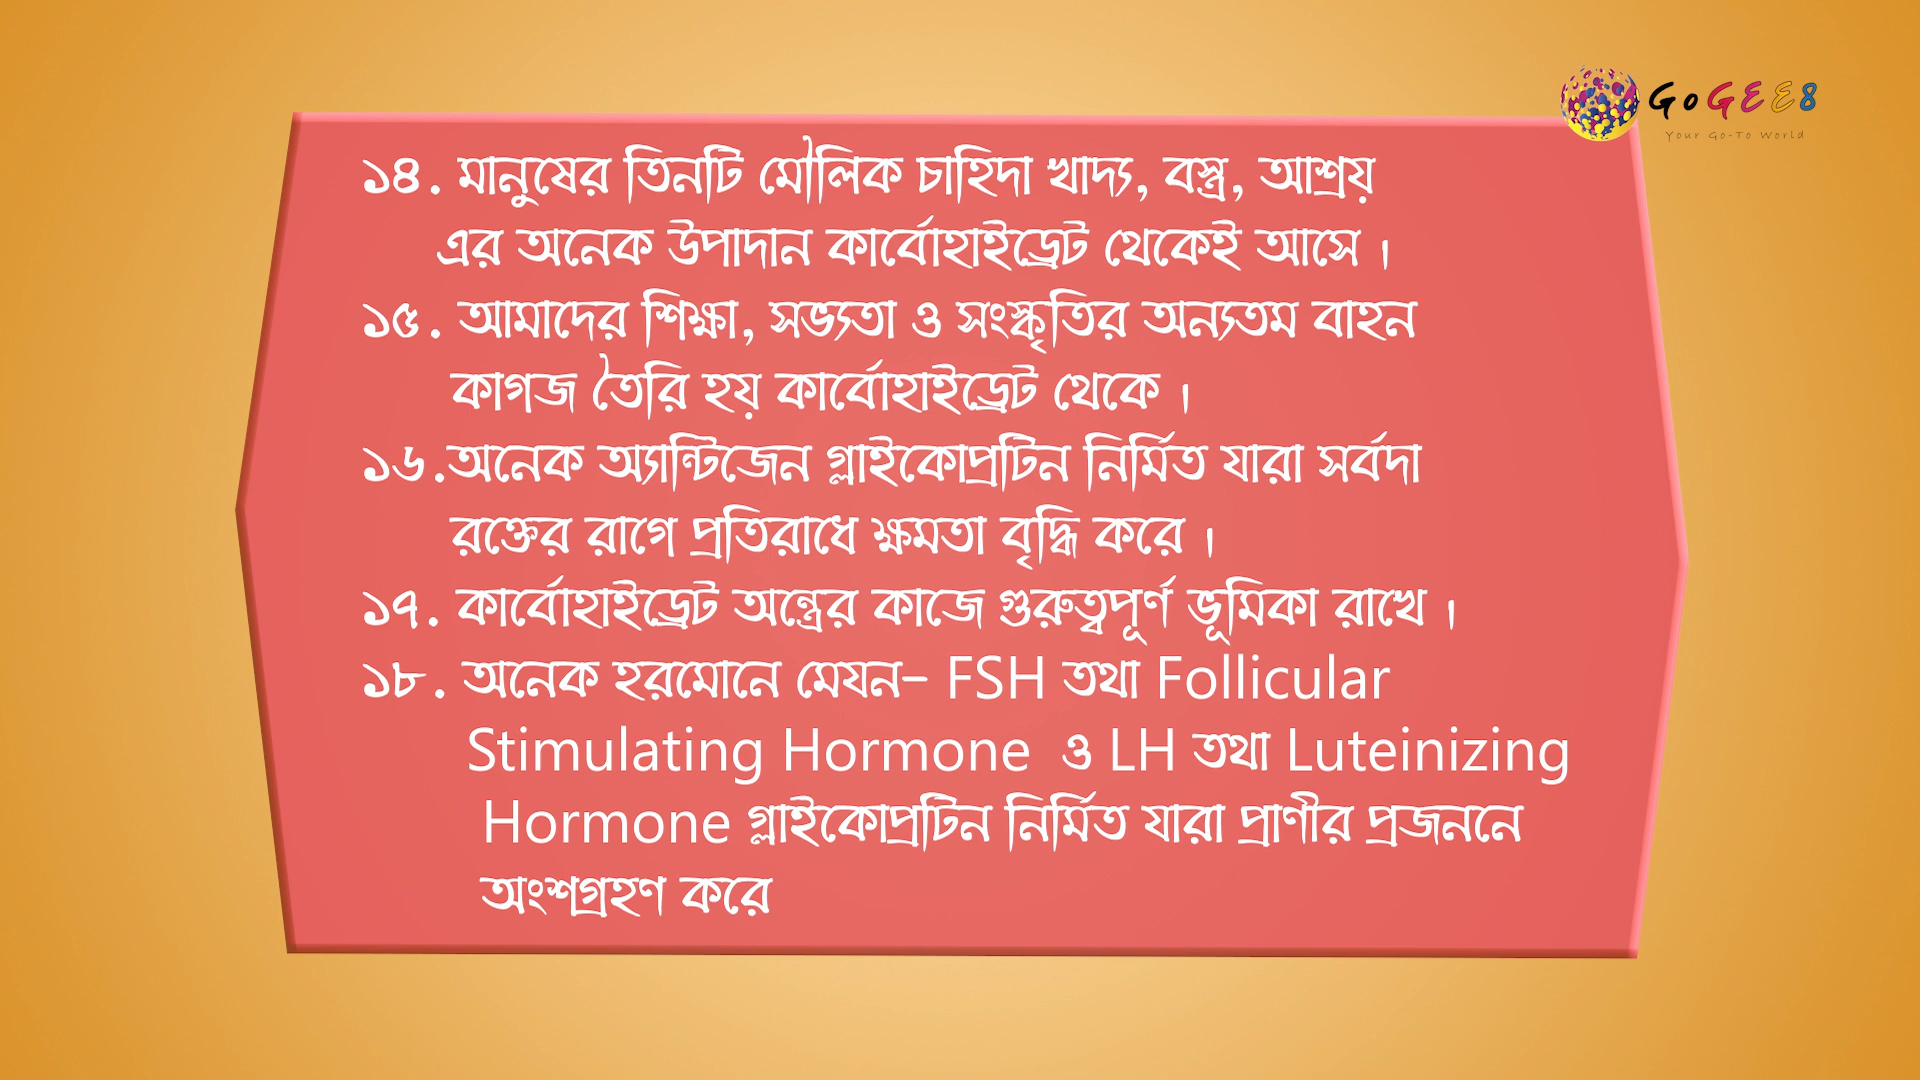 GoGEE8
Your Go-To World
১৪. মানুষের তিনটি মৌলিক চাহিদা খাদ্য, বস্ত্র, আশ্রয়
এর অনেক উপাদান কার্বোহাইড্রেট থেকেই আসে ।
১৫. আমাদের শিক্ষা, সভ্যতা ও সংস্কৃতির অন্যতম বাহন
কাগজ তৈরি হয় কার্বোহাইড্রেট থেকে ।
১৬.অনেক অ্যান্টিজেন গ্লাইকোপ্রটিন নির্মিত যারা সর্বদা
রক্তের রাগে প্রতিরাধে ক্ষমতা বৃদ্ধি করে ।
১৭. কার্বোহাইড্রেট অন্ত্রের কাজে গুরুত্বপূর্ণ ভূমিকা রাখে ।
১৮. অনেক হরমোনে মেযন– FSH তথা Follicular
Stimulating Hormone ও LH তথা Luteinizing
Hormone গ্লাইকোপ্রটিন নির্মিত যারা প্রাণীর প্রজননে
অংশগ্রহণ করে